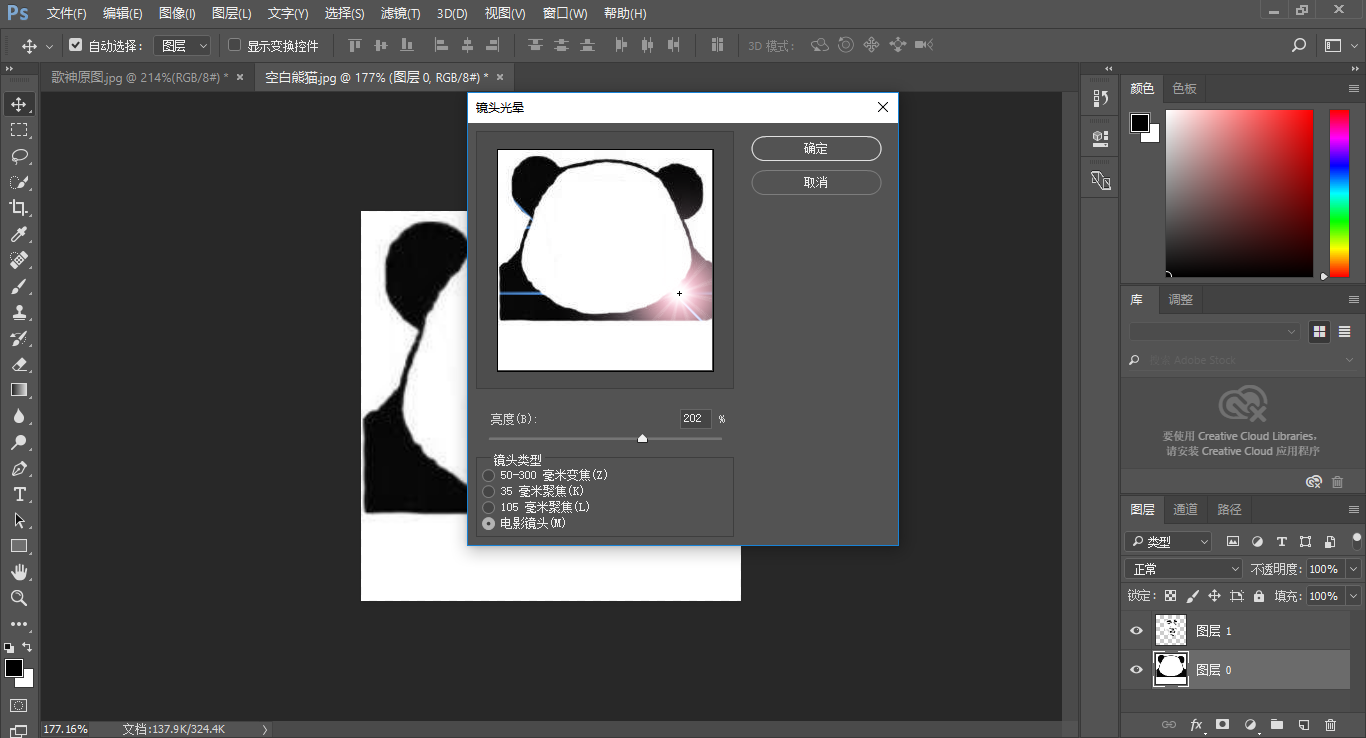 Ps 文件(F) 编辑(E) 图像(I) 图层(L) 文字(Y) 选择(S) 滤镜(T) 3D(D) 视图(V) 窗口(W) 帮助(H)
自动选择： 图层 显示变换控件 3D 模式：
歌神原图.jpg @ 214%(RGB/8#) * × 空白熊猫.jpg @ 177% (图层 0, RGB/8#) * ×
镜头光晕
确定
取消
亮度(B): 202 %
镜头类型
50-300 毫米变焦(Z)
35 毫米聚焦(K)
105 毫米聚焦(L)
电影镜头(M)
颜色 色板
库 调整
搜索 Adobe Stock
要使用 Creative Cloud Libraries，
请安装 Creative Cloud 应用程序
图层 通道 路径
类型
正常 不透明度: 100%
锁定: 填充: 100%
图层 1
图层 0
fx
177.16% 文档:137.9K/324.4K